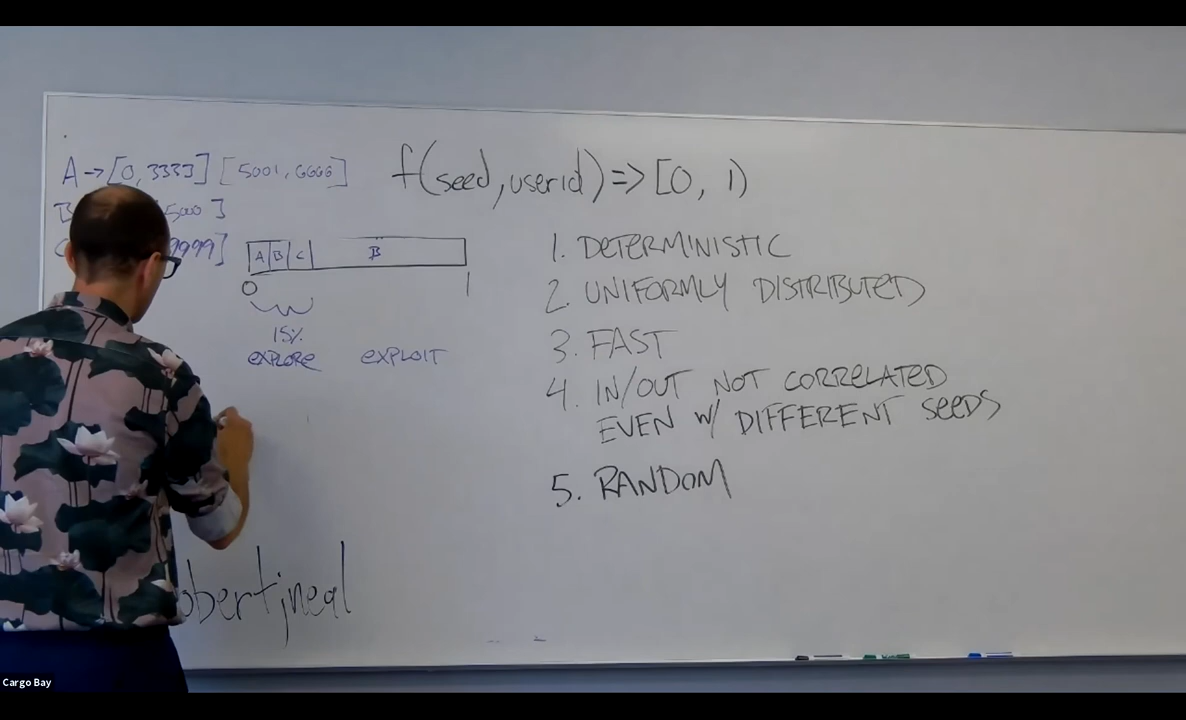 A → [0, 3333] [5001, 6666]
B 5000]
9999]
f(seed, userid) => [0, 1)
A B C B
0 1
15%
EXPLORE EXPLOIT
1. DETERMINISTIC
2. UNIFORMLY DISTRIBUTED
3. FAST
4. IN/OUT NOT CORRELATED
EVEN W/ DIFFERENT SEEDS
5. RANDOM
obertjneal
Cargo Bay